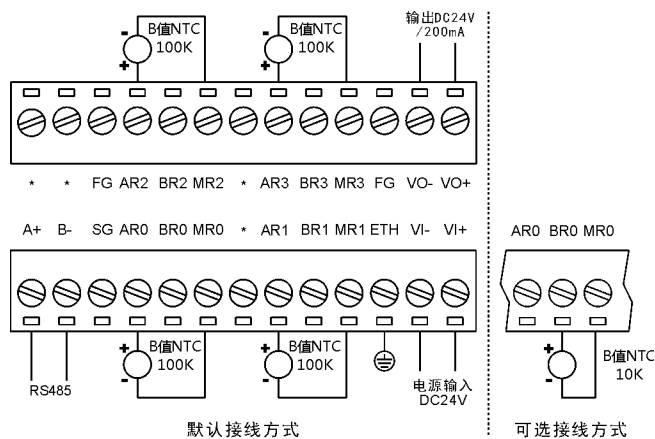 B值NTC
100K
B值NTC
100K
输出DC24V
/200mA
* * FG AR2 BR2 MR2 * AR3 BR3 MR3 FG VO- VO+
A+ B- SG AR0 BR0 MR0 * AR1 BR1 MR1 ETH VI- VI+
AR0 BR0 MR0
RS485
B值NTC
100K
B值NTC
100K
电源输入
DC24V
B值NTC
10K
默认接线方式
可选接线方式